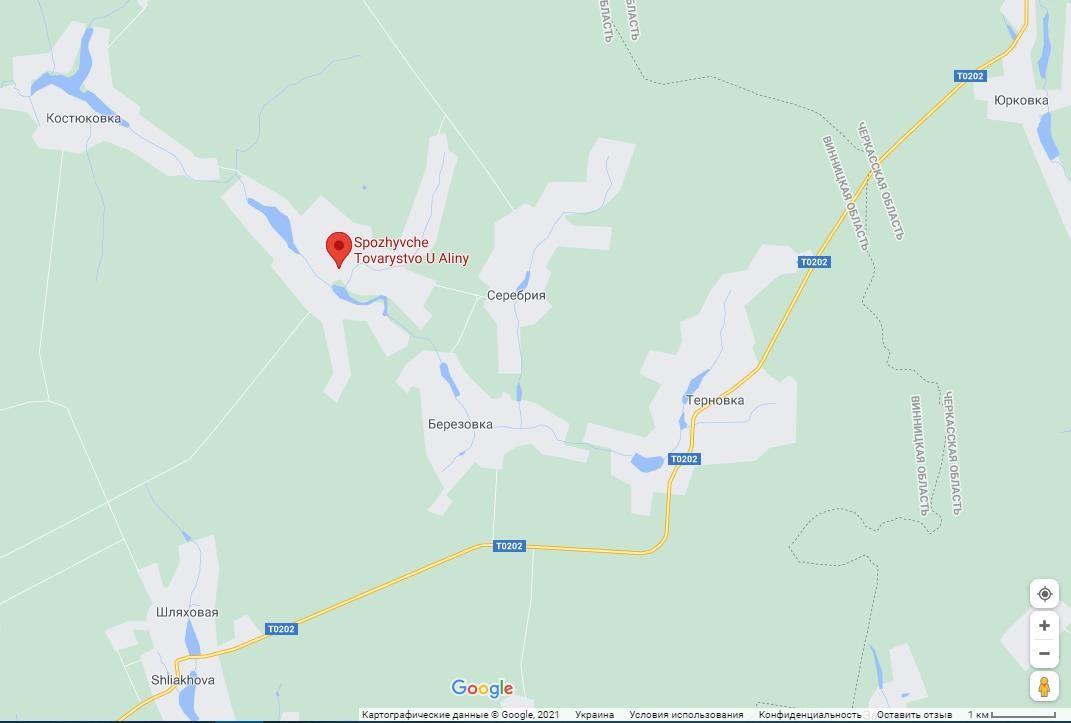 ОБЛАСТЬ
ОБЛАСТЬ
T0202
Юрковка
Костюковка
ЧЕРКАССКАЯ ОБЛАСТЬ
ВИННИЦКАЯ ОБЛАСТЬ
Spozhyvche
Tovarystvo U Aliny
T0202
Серебрия
Терновка
Березовка
ВИННИЦКАЯ ОБЛАСТЬ
ЧЕРКАССКАЯ ОБЛАСТЬ
T0202
T0202
Шляховая
T0202
Shliakhova
Google
Картографические данные © Google, 2021 Украина Условия использования Конфиденциальность Оставить отзыв 1 км